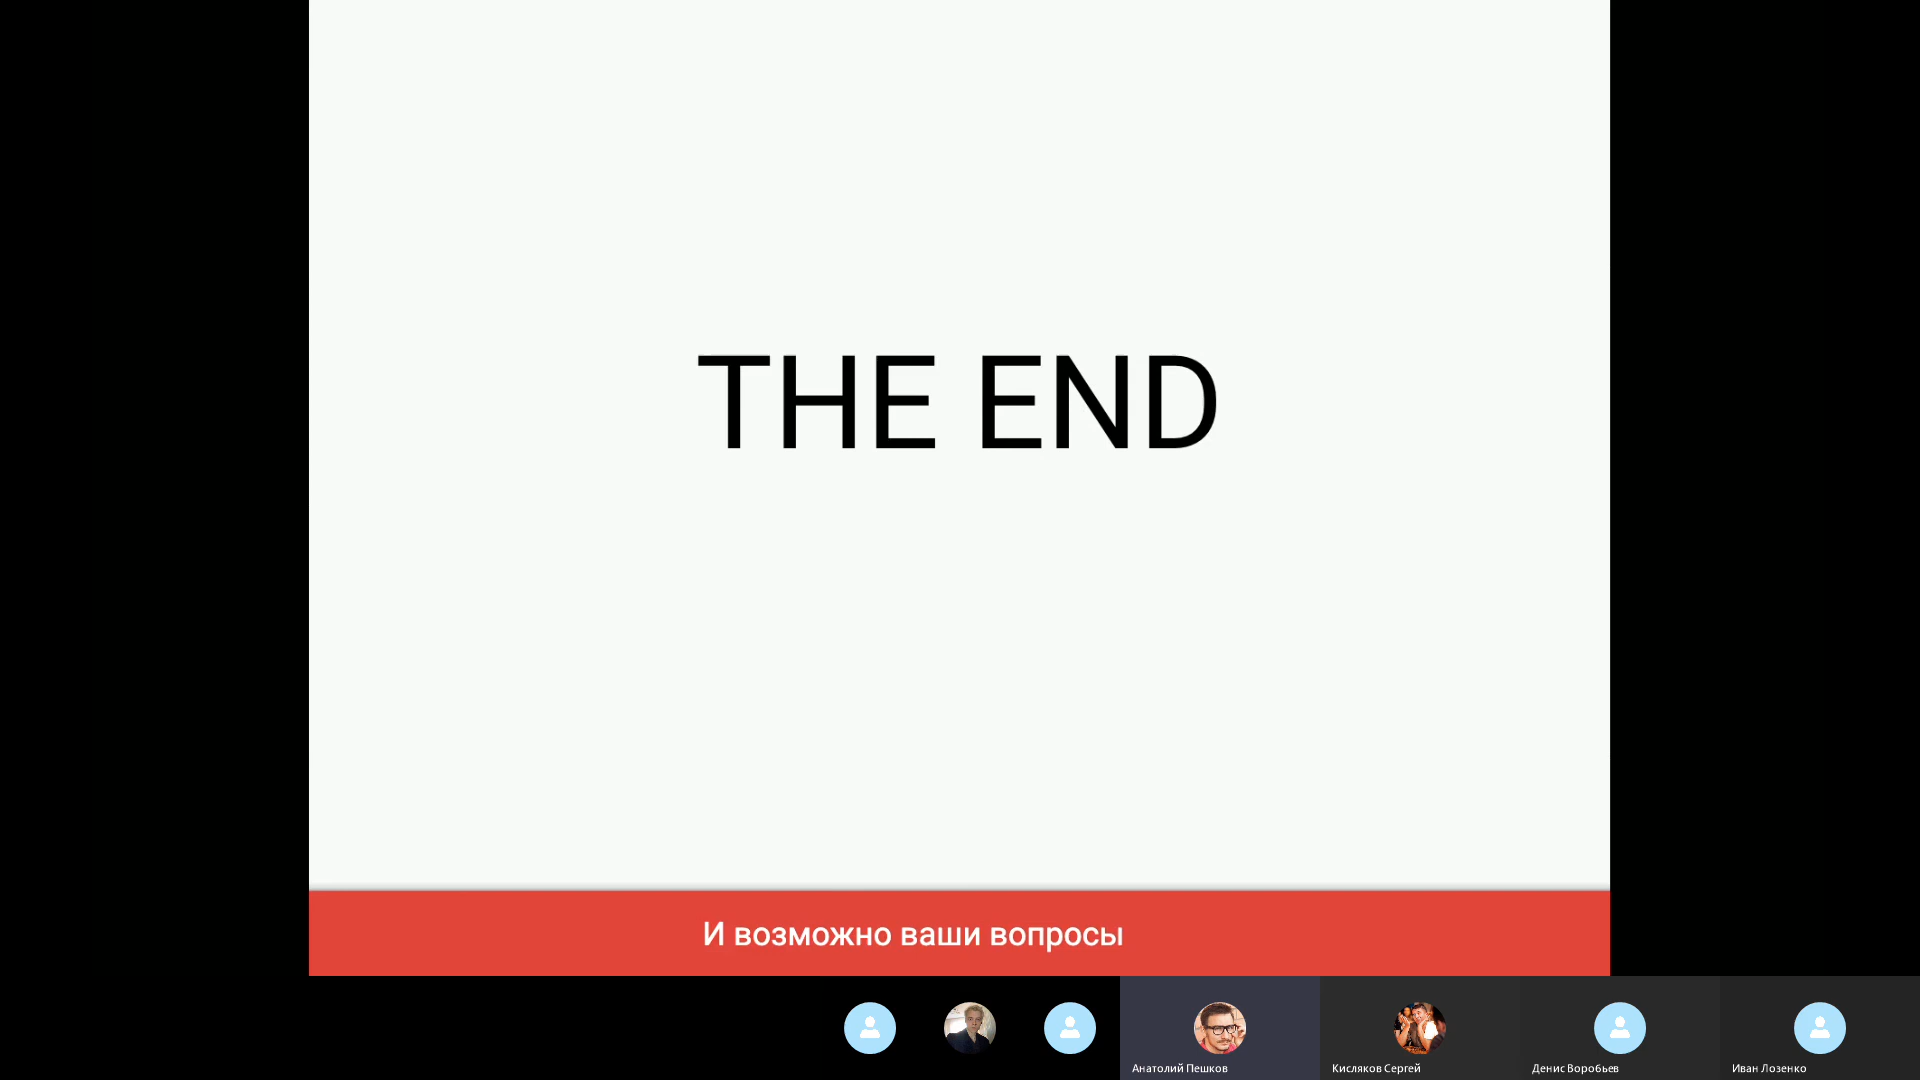 THE END
И возможно ваши вопросы
Анатолий Пешков
Кисляков Сергей
Денис Воробьев
Иван Лозенко